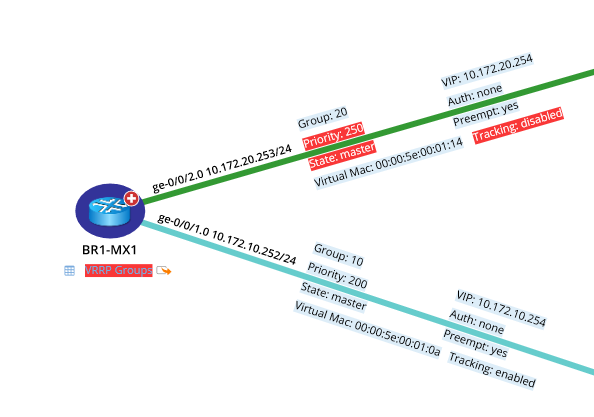 VIP: 10.172.20.254
Auth: none
Preempt: yes
Tracking: disabled
Group: 20
Priority: 250
State: master
Virtual Mac: 00:00:5e:00:01:14
ge-0/0/2.0 10.172.20.253/24
ge-0/0/1.0 10.172.10.252/24
BR1-MX1
VRRP Groups
Group: 10
Priority: 200
State: master
Virtual Mac: 00:00:5e:00:01:0a
VIP: 10.172.10.254
Auth: none
Preempt: yes
Tracking: enabled